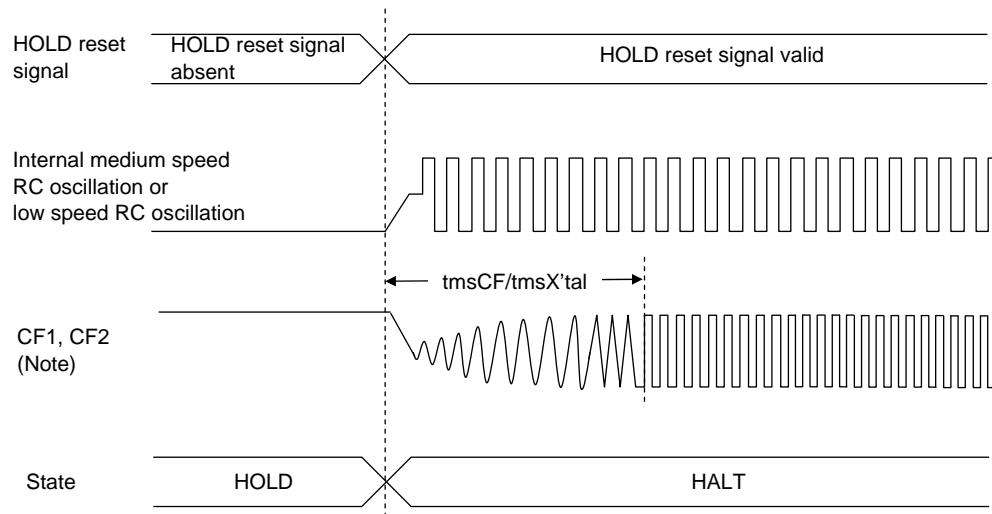 HOLD reset
signal
HOLD reset signal
absent
HOLD reset signal valid
Internal medium speed
RC oscillation or
low speed RC oscillation
tmsCF/tmsX'tal
CF1, CF2
(Note)
State
HOLD
HALT